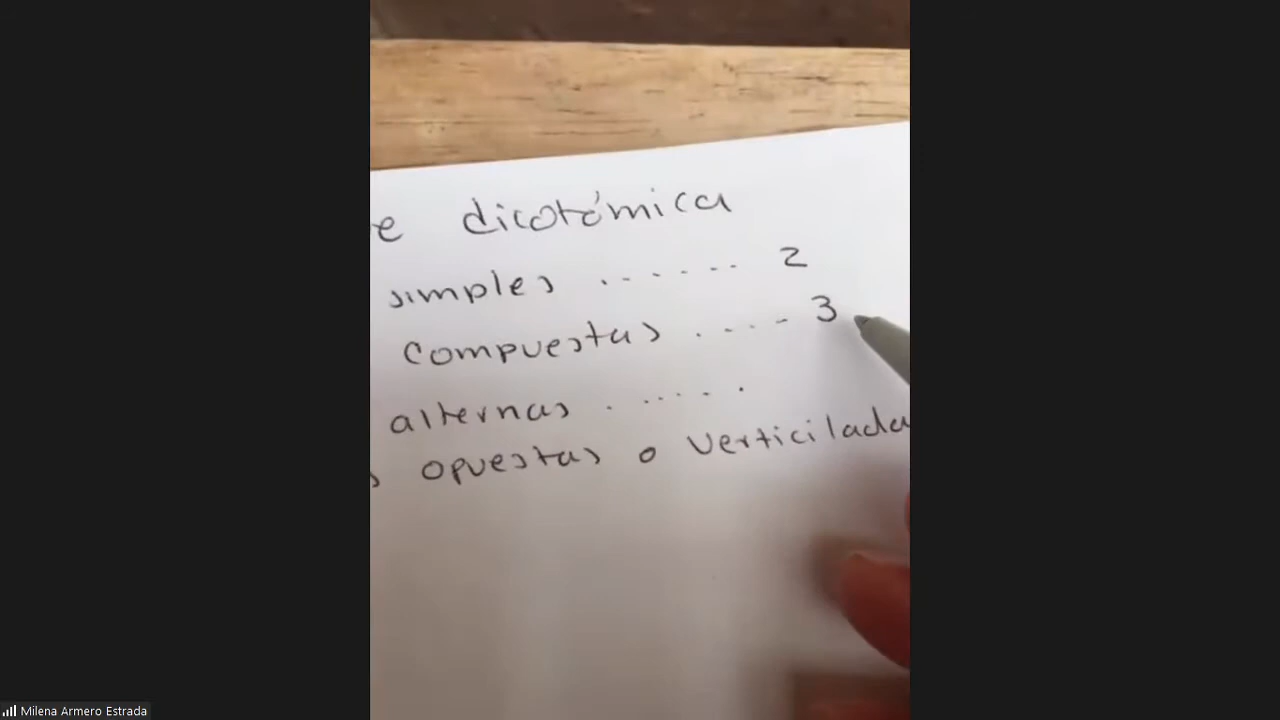 e dicotómica
simples ...... 2
compuestas .... 3
alternas ......
s opuestas o verticilada
Milena Armero Estrada